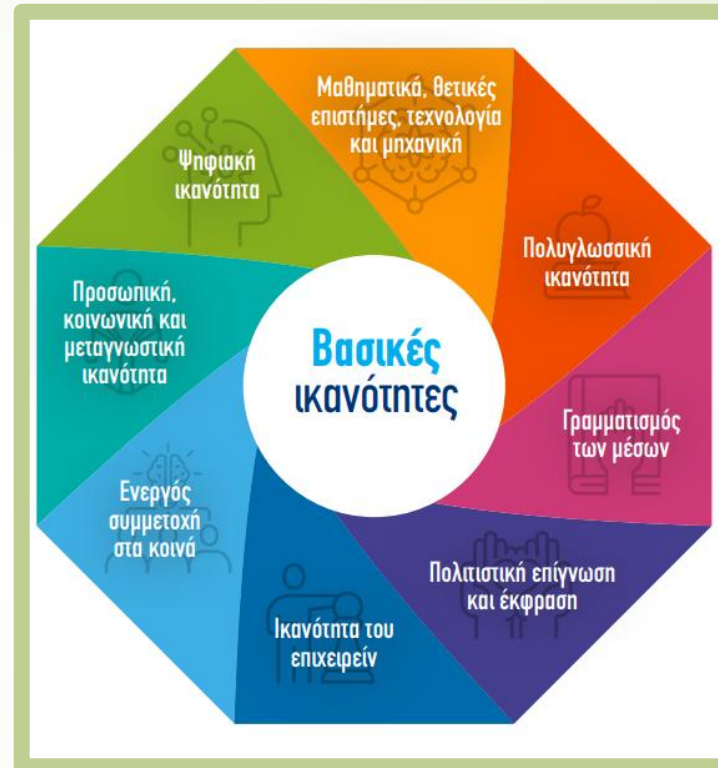 Μαθηματικά, θετικές
επιστήμες, τεχνολογία
και μηχανική
Πολυγλωσσική
ικανότητα
Γραμματισμός
των μέσων
Πολιτιστική επίγνωση
και έκφραση
Ικανότητα του
επιχειρείν
Ενεργός
συμμετοχή
στα κοινά
Προσωπική,
κοινωνική και
μεταγνωστική
ικανότητα
Ψηφιακή
ικανότητα
Βασικές
ικανότητες